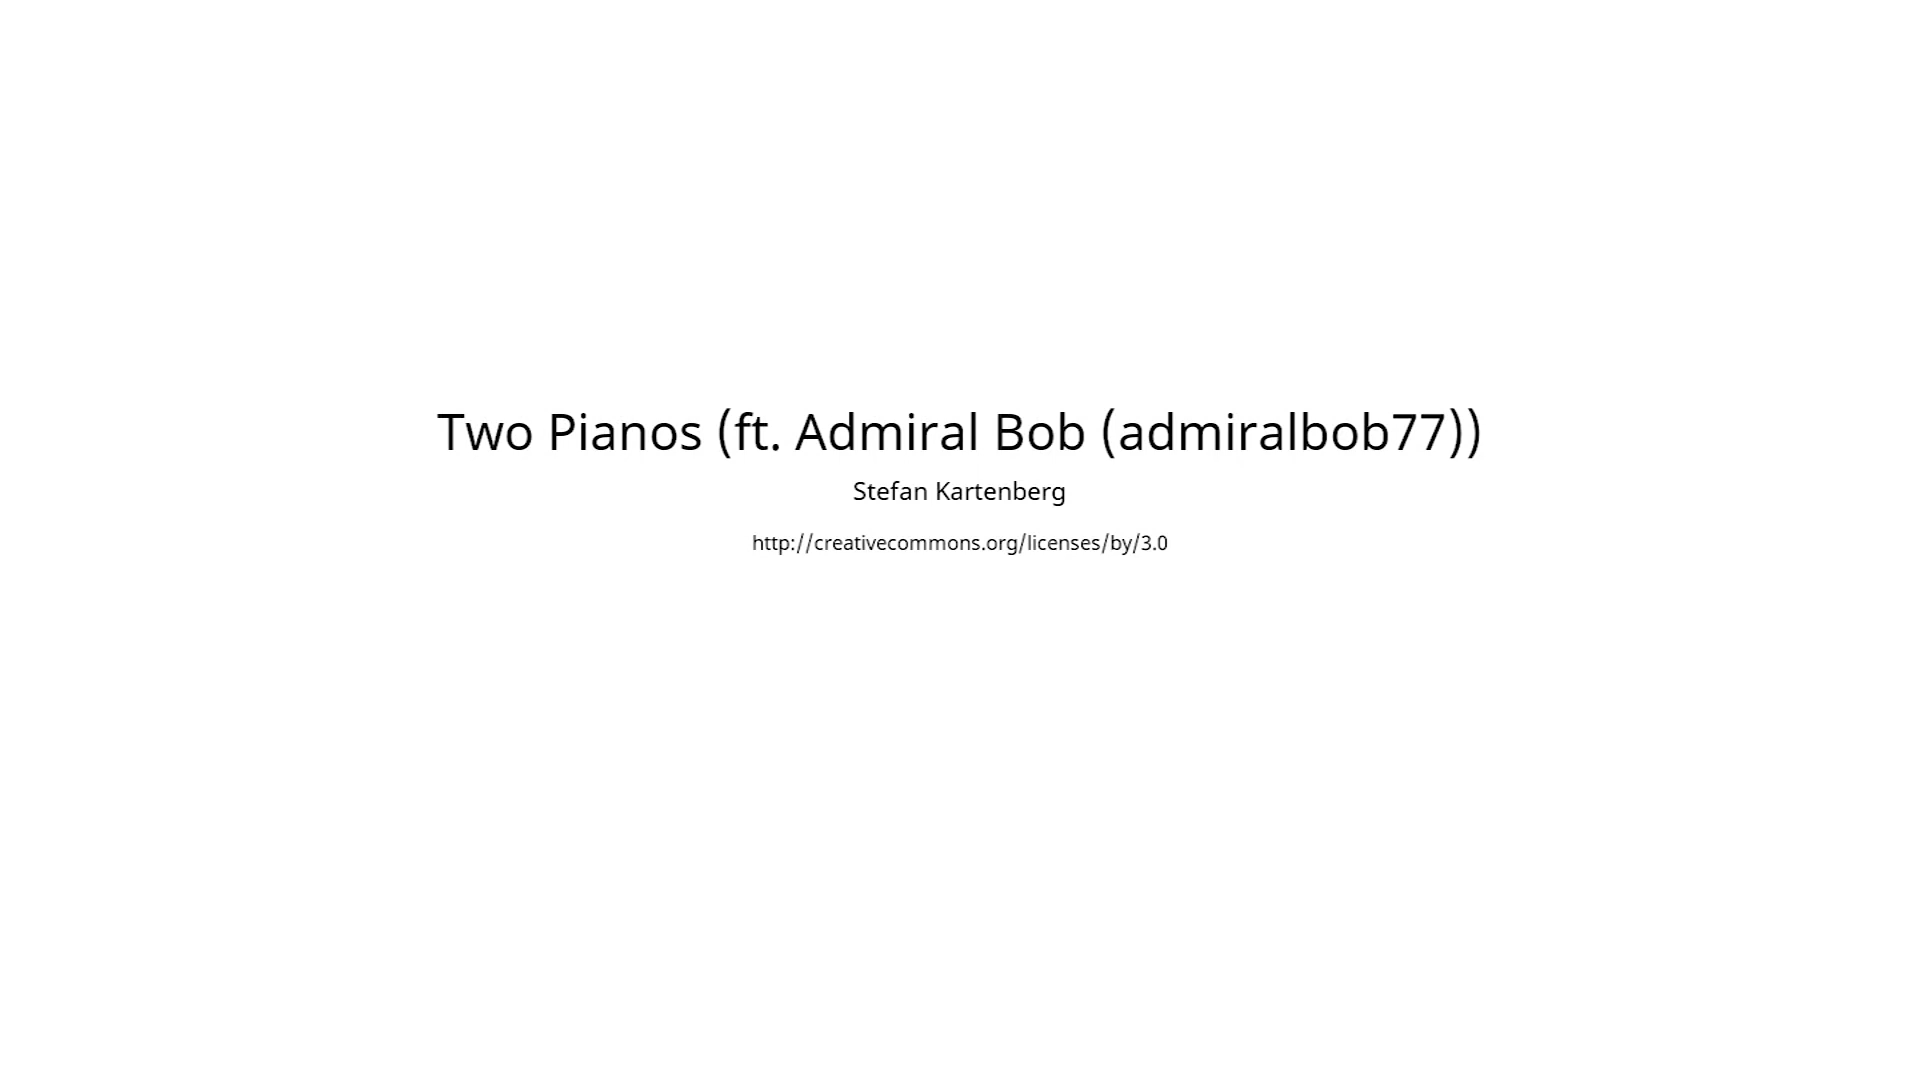 Two Pianos (ft. Admiral Bob (admiralbob77))
Stefan Kartenberg
http://creativecommons.org/licenses/by/3.0